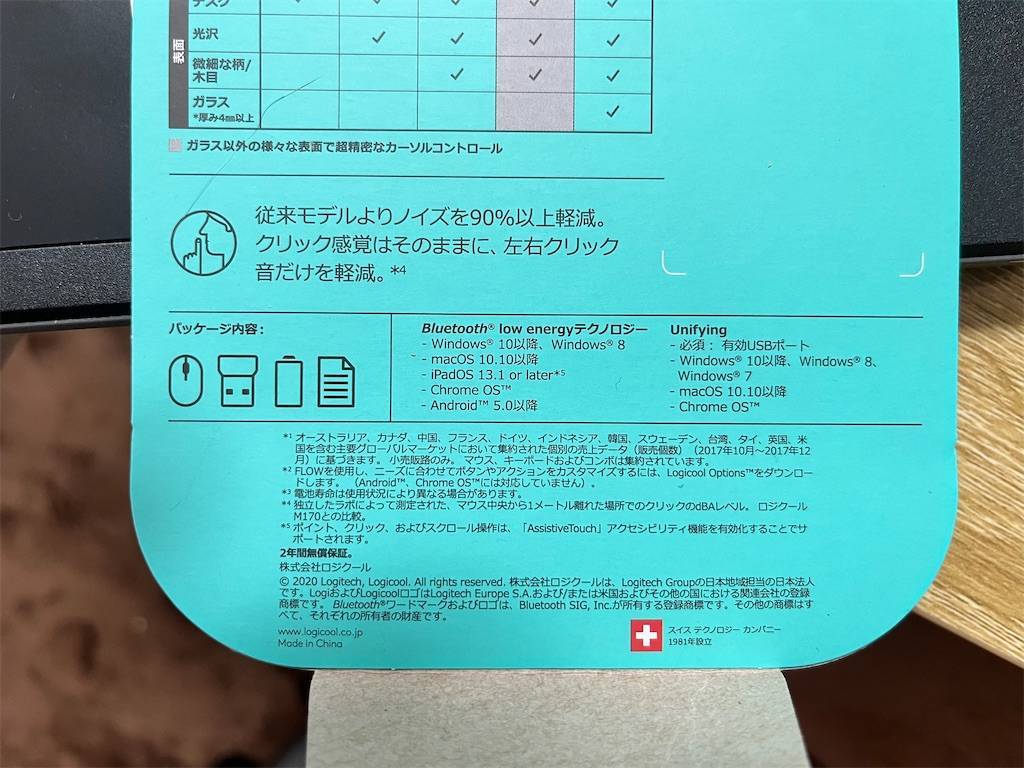 デスク
表面
光沢
微細な柄/
木目
ガラス
*厚み4mm以上
ガラス以外の様々な表面で超精密なカーソルコントロール
従来モデルよりノイズを90%以上軽減。
クリック感覚はそのままに、左右クリック
音だけを軽減。*4
パッケージ内容:
Bluetooth® low energyテクノロジー
- Windows® 10以降、Windows® 8
- macOS 10.10以降
- iPadOS 13.1 or later*5
- Chrome OS™
- Android™ 5.0以降
Unifying
- 必須： 有効USBポート
- Windows® 10以降、Windows® 8、
Windows® 7
- macOS 10.10以降
- Chrome OS™
*1 オーストラリア、カナダ、中国、フランス、ドイツ、インドネシア、韓国、スウェーデン、台湾、タイ、英国、米
国を含む主要グローバルマーケットにおいて集約された個別の売上データ（販売個数）（2017年10月～2017年12
月）に基づきます。 小売販路のみ。 マウス、キーボードおよびコンボは集約されています。
*2 FLOWを使用し、ニーズに合わせてボタンやアクションをカスタマイズするには、Logicool Options™をダウンロー
ドします。 （Android™、Chrome OS™には対応していません）。
*3 電池寿命は使用状況により異なる場合があります。
*4 独立したラボによって測定された、マウス中央から1メートル離れた場所でのクリックのdBAレベル。 ロジクール
M170との比較。
*5 ポイント、クリック、およびスクロール操作は、「AssistiveTouch」アクセシビリティ機能を有効化することでサ
ポートされます。
2年間無償保証。
株式会社ロジクール
© 2020 Logitech, Logicool. All rights reserved. 株式会社ロジクールは、Logitech Groupの日本地域担当の日本法人
です。LogiおよびLogicoolロゴはLogitech Europe S.A.および/または米国およびその他の国における関連会社の登録
商標です。 Bluetooth®ワードマークおよびロゴは、Bluetooth SIG, Inc.が所有する登録商標です。その他の商標はす
べて、それぞれの所有者の財産です。
www.logicool.co.jp
Made in China
スイス テクノロジー カンパニー
1981年設立